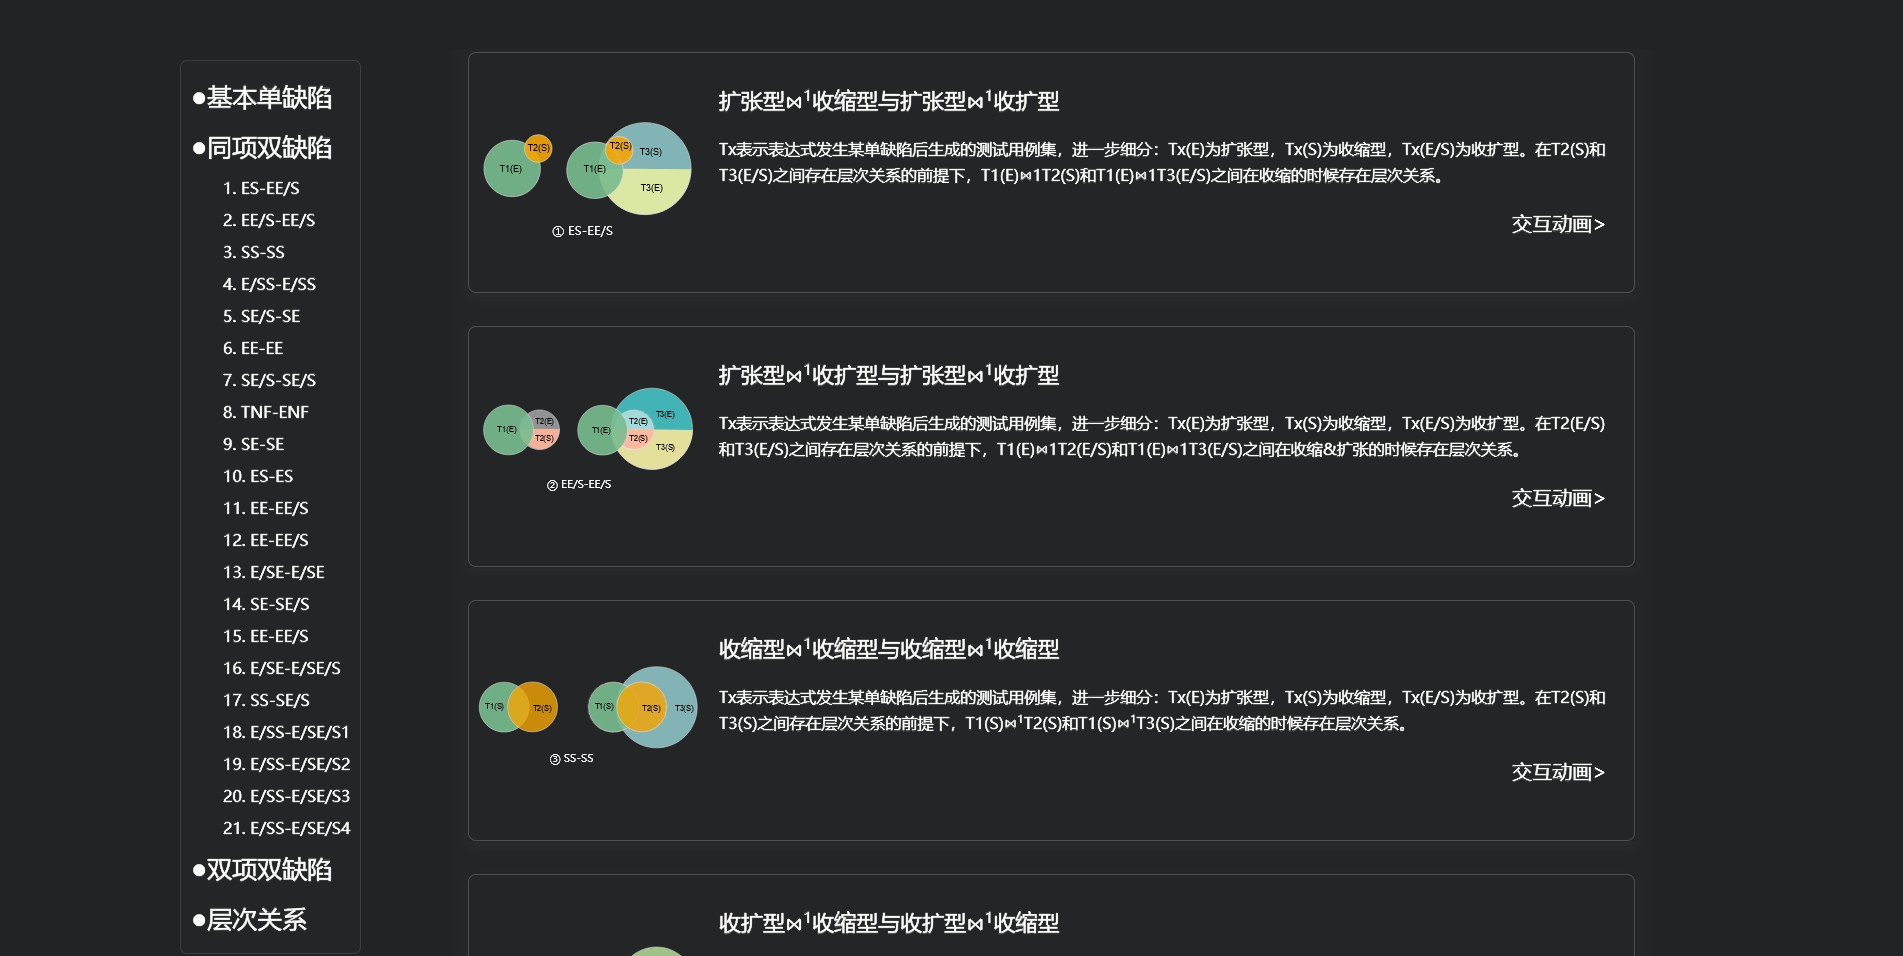 ●基本单缺陷
●同项双缺陷
1. ES-EE/S
2. EE/S-EE/S
3. SS-SS
4. E/SS-E/SS
5. SE/S-SE
6. EE-EE
7. SE/S-SE/S
8. TNF-ENF
9. SE-SE
10. ES-ES
11. EE-EE/S
12. EE-EE/S
13. E/SE-E/SE
14. SE-SE/S
15. EE-EE/S
16. E/SE-E/SE/S
17. SS-SE/S
18. E/SS-E/SE/S1
19. E/SS-E/SE/S2
20. E/SS-E/SE/S3
21. E/SS-E/SE/S4
●双项双缺陷
●层次关系
T1(E)
T2(S)
T1(E)
T2(S)
T3(S)
T3(E)
① ES-EE/S
扩张型⋈¹收缩型与扩张型⋈¹收扩型
Tx表示表达式发生某单缺陷后生成的测试用例集，进一步细分：Tx(E)为扩张型，Tx(S)为收缩型，Tx(E/S)为收扩型。在T2(S)和
T3(E/S)之间存在层次关系的前提下，T1(E)⋈1T2(S)和T1(E)⋈1T3(E/S)之间在收缩的时候存在层次关系。
交互动画>
T1(E)
T2(E)
T2(S)
T1(E)
T2(E)
T2(S)
T3(E)
T3(S)
② EE/S-EE/S
扩张型⋈¹收扩型与扩张型⋈¹收扩型
Tx表示表达式发生某单缺陷后生成的测试用例集，进一步细分：Tx(E)为扩张型，Tx(S)为收缩型，Tx(E/S)为收扩型。在T2(E/S)
和T3(E/S)之间存在层次关系的前提下，T1(E)⋈1T2(E/S)和T1(E)⋈1T3(E/S)之间在收缩&扩张的时候存在层次关系。
交互动画>
T1(S)
T2(S)
T1(S)
T2(S)
T3(S)
③ SS-SS
收缩型⋈¹收缩型与收缩型⋈¹收缩型
Tx表示表达式发生某单缺陷后生成的测试用例集，进一步细分：Tx(E)为扩张型，Tx(S)为收缩型，Tx(E/S)为收扩型。在T2(S)和
T3(S)之间存在层次关系的前提下，T1(S)⋈¹T2(S)和T1(S)⋈¹T3(S)之间在收缩的时候存在层次关系。
交互动画>
收扩型⋈¹收缩型与收扩型⋈¹收缩型